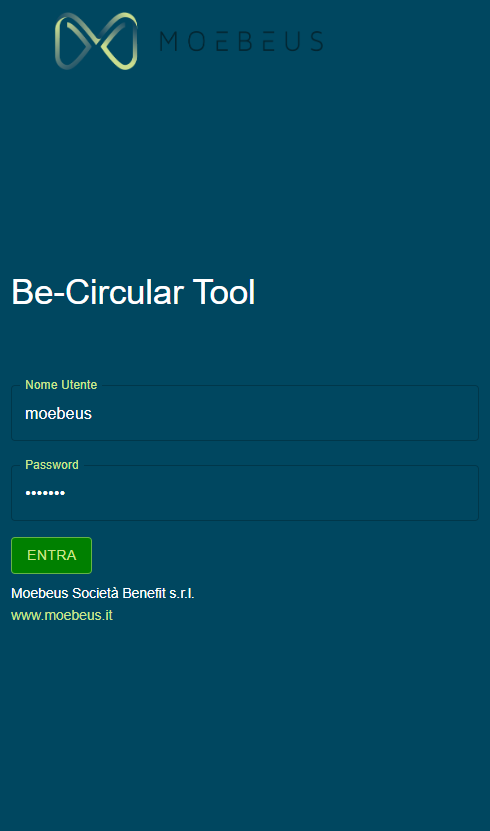 MOEBEUS
Be-Circular Tool
Nome Utente
moebeus
Password
•••••••
ENTRA
Moebeus Società Benefit s.r.l.
www.moebeus.it